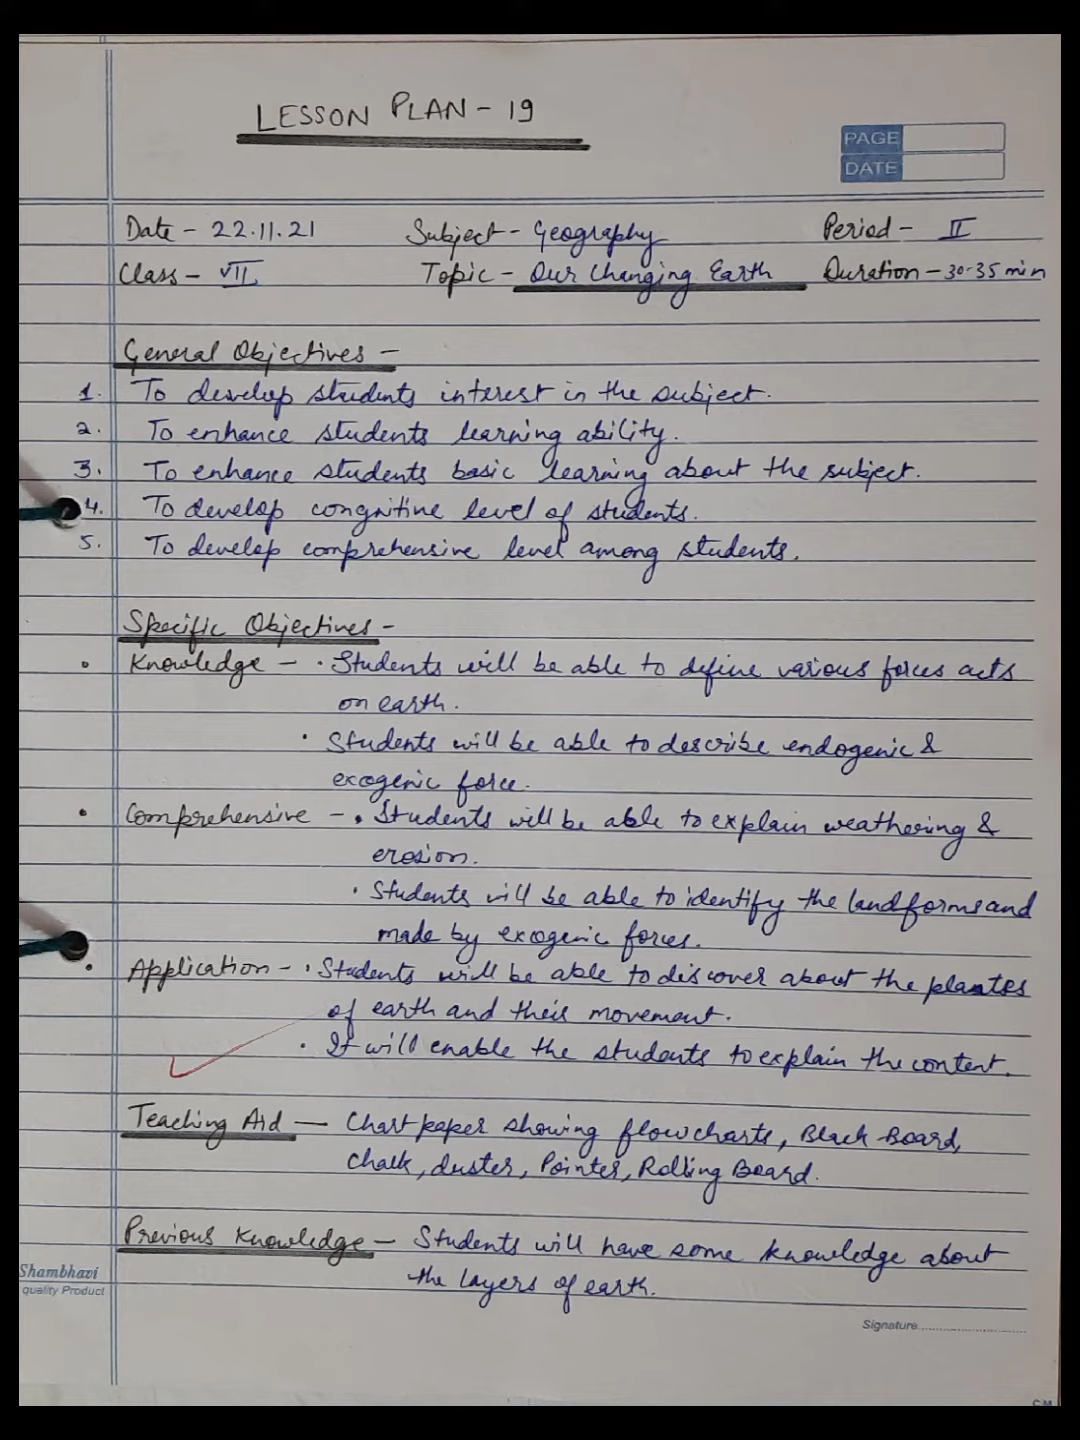 LESSON PLAN - 19
PAGE
DATE
Date - 22.11.21 Subject - Geography Period - II
Class - VII Topic - Our Changing Earth Duration - 30-35 min
General Objectives -
1. To develop students interest in the subject.
2. To enhance students learning ability.
3. To enhance students basic learning about the subject.
4. To develop congnitine level of students.
5. To develop comprehensive level among students.
Specific Objectives -
• Knowledge - • Students will be able to define various forces acts
on earth.
• Students will be able to describe endogenic &
exogenic force.
• Comprehensive - • Students will be able to explain weathering &
erosion.
• Students will be able to identify the landforms and
made by exogenic forces.
• Application - • Students will be able to discover about the plantes
of earth and their movement.
• It will enable the students to explain the content.
Teaching Aid - Chart paper showing flowcharts, Black Board,
Chalk, duster, Pointer, Rolling Board.
Previous Knowledge - Students will have some knowledge about
the layers of earth.
Shambhavi
quality Product
Signature